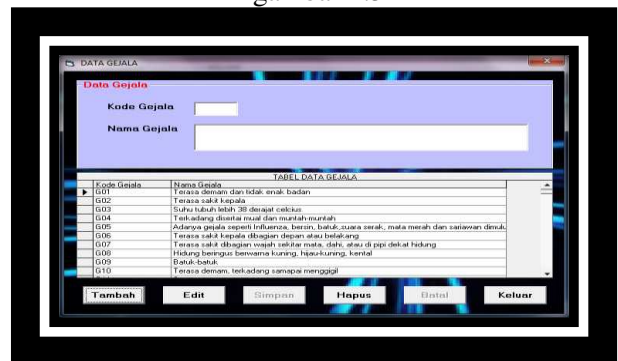 DATA GEJALA
Data Gejala
Kode Gejala
Nama Gejala
TABEL DATA GEJALA
Kode Gejala Nama Gejala
G01 Terasa demam dan tidak enak badan
G02 Terasa sakit kepala
G03 Suhu tubuh lebih 38 derajat celcius
G04 Terkadang disertai mual dan muntah-muntah
G05 Adanya gejala seperti Influenza, bersin, batuk,suara serak, mata merah dan sariawan dimulu
G06 Terasa sakit kepala dibagian depan atau belakang
G07 Terasa sakit dibagian wajah sekitar mata, dahi, atau di pipi dekat hidung
G08 Hidung beringus berwarna kuning, hijau-kuning, kental
G09 Batuk-batuk
G10 Terasa demam, terkadang samapai menggigil
Tambah Edit Simpan Hapus Batal Keluar